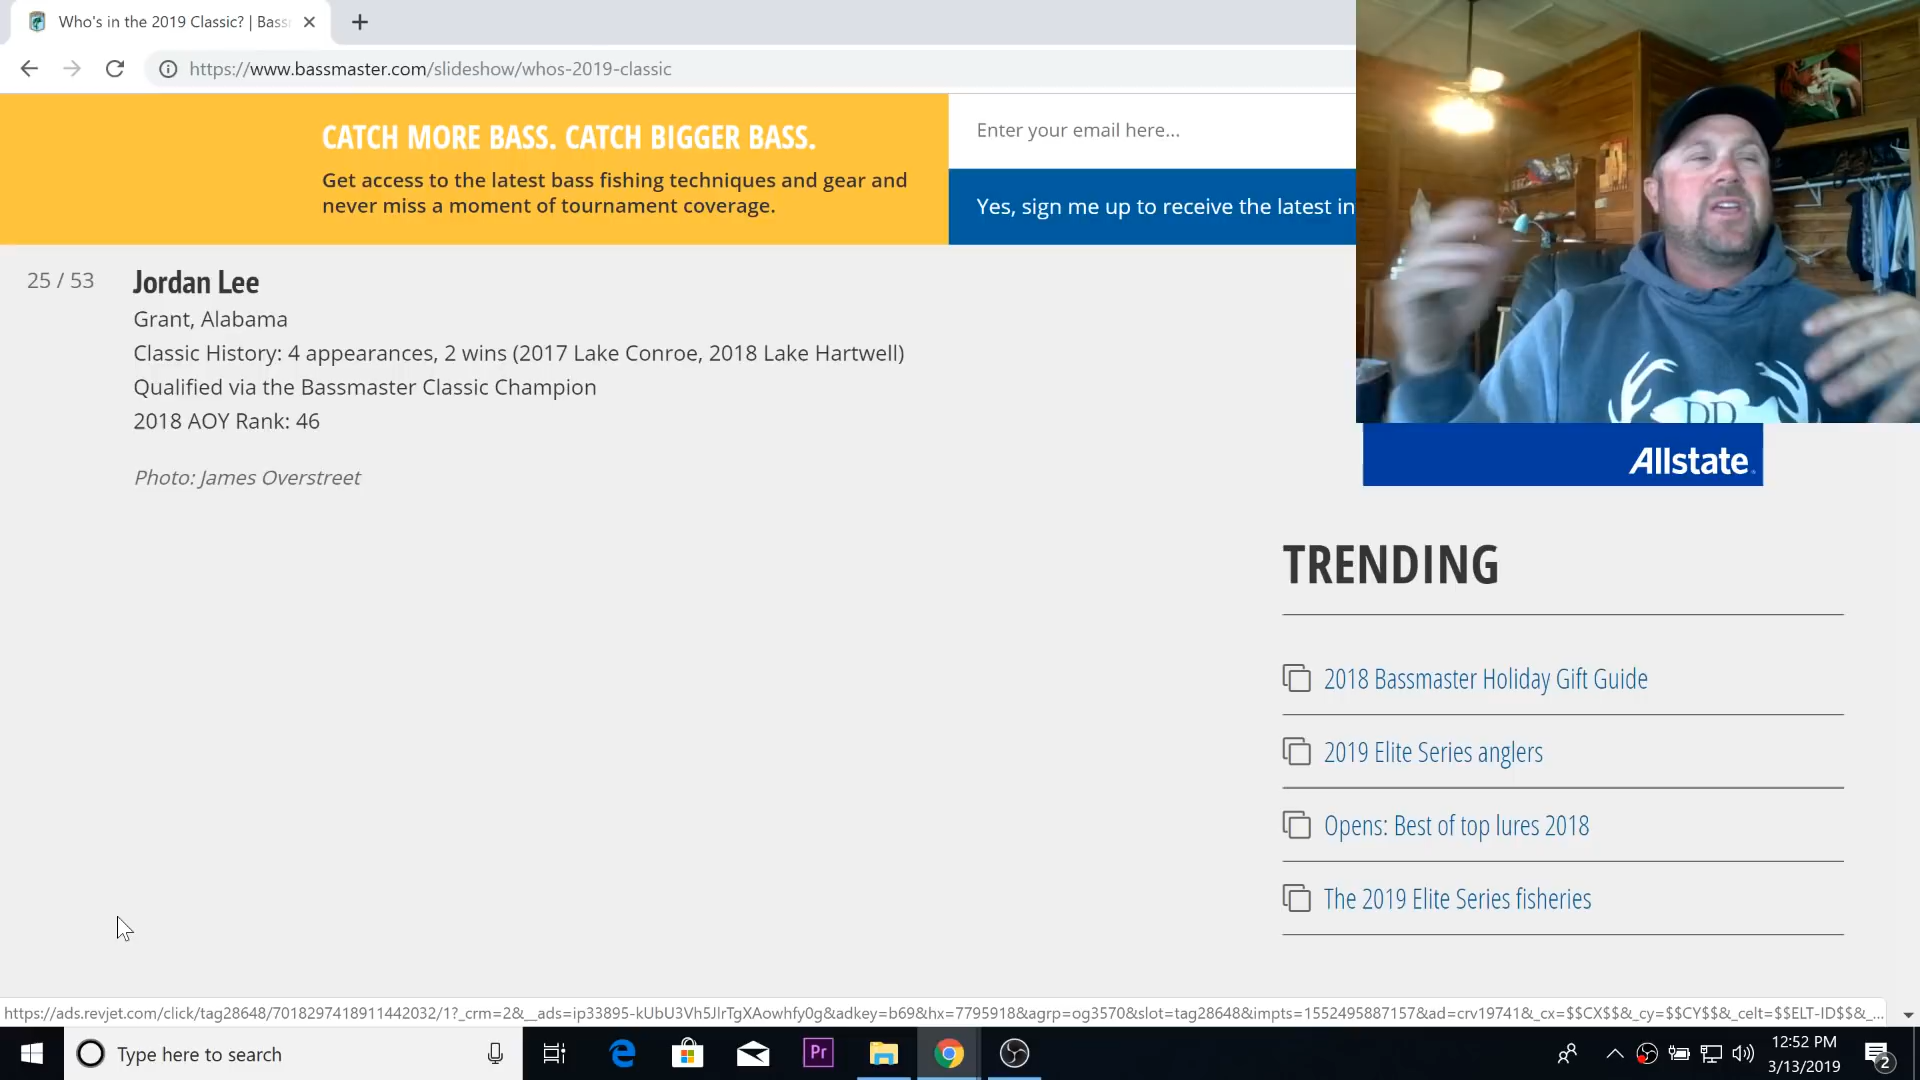 Who's in the 2019 Classic? | Bass
https://www.bassmaster.com/slideshow/whos-2019-classic
CATCH MORE BASS. CATCH BIGGER BASS.
Get access to the latest bass fishing techniques and gear and
never miss a moment of tournament coverage.
Enter your email here...
Yes, sign me up to receive the latest in
25 / 53
Jordan Lee
Grant, Alabama
Classic History: 4 appearances, 2 wins (2017 Lake Conroe, 2018 Lake Hartwell)
Qualified via the Bassmaster Classic Champion
2018 AOY Rank: 46
Photo: James Overstreet
DD
Allstate
TRENDING
2018 Bassmaster Holiday Gift Guide
2019 Elite Series anglers
Opens: Best of top lures 2018
The 2019 Elite Series fisheries
https://ads.revjet.com/click/tag28648/7018297418911442032/1?_crm=2&__ads=ip33895-kUbU3Vh5JlrTgXAowhfy0g&adkey=b69&hx=7795918&agrp=og3570&slot=tag28648&impts=1552495887157&ad=crv19741&_cx=$$CX$$&_cy=$$CY$$&_celt=$$ELT-ID$$&_...
Type here to search
Pr
12:52 PM
3/13/2019
2